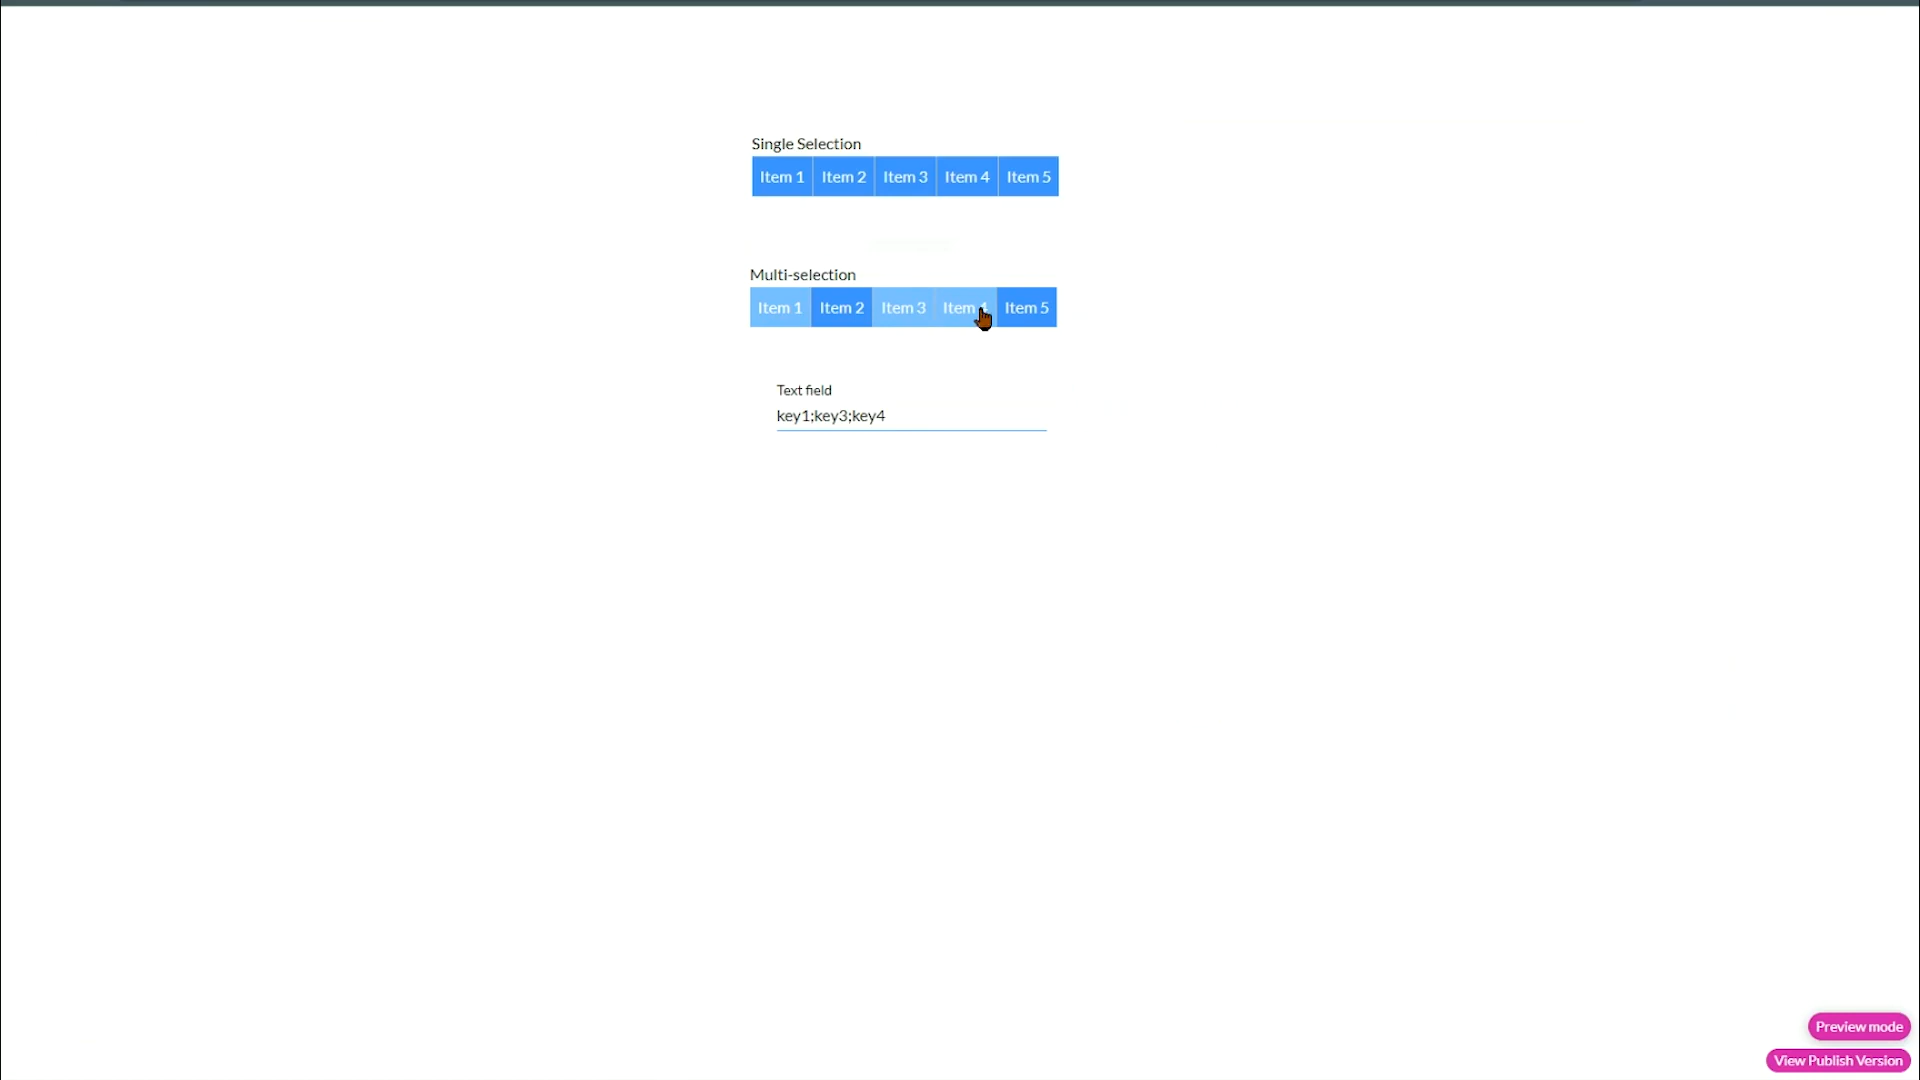 Single Selection
Item 1 Item 2 Item 3 Item 4 Item 5
Multi-selection
Item 1 Item 2 Item 3 Item Item 5
Text field
key1;key3;key4
Preview mode
View Publish Version